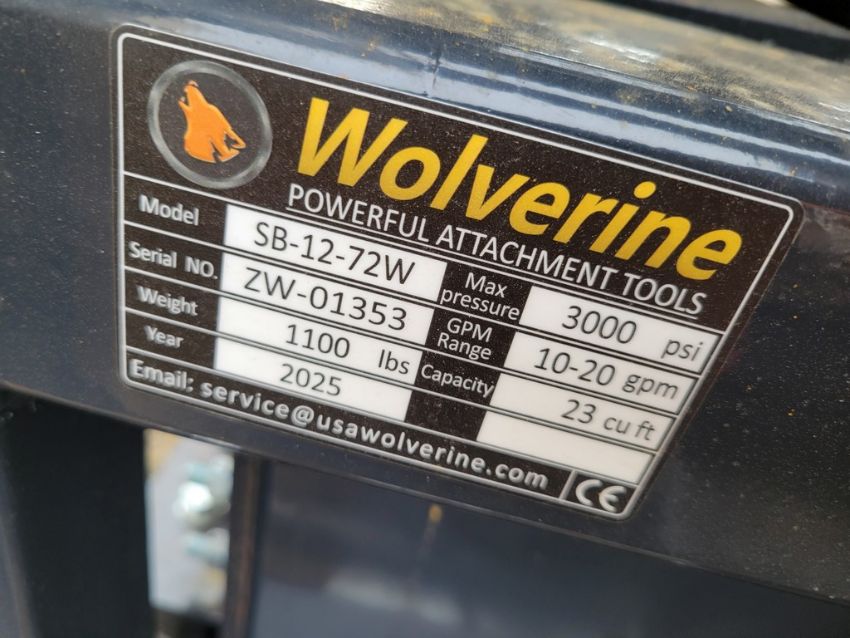 Wolverine
POWERFUL ATTACHMENT TOOLS
Model SB-12-72W Max pressure 3000 psi
Serial NO. ZW-01353 GPM Range 10-20 gpm
Weight 1100 lbs Capacity 23 cu ft
Year 2025
Email: service@usawolverine.com CE